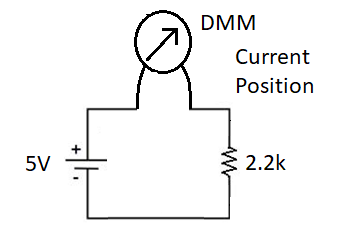 DMM
Current
Position
+
5V
-
2.2k